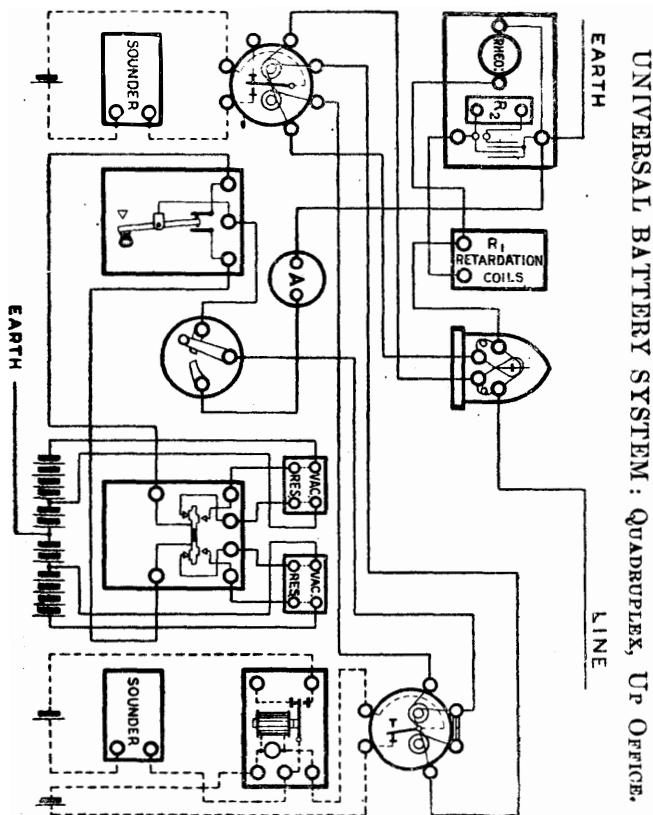 UNIVERSAL BATTERY SYSTEM: QUADRUPLEX, UP OFFICE.
EARTH
RHEO:
R2
R1
RETARDATION
COILS
LINE
SOUNDER
A
EARTH
VAC.
RES.
VAC.
RES.
SOUNDER